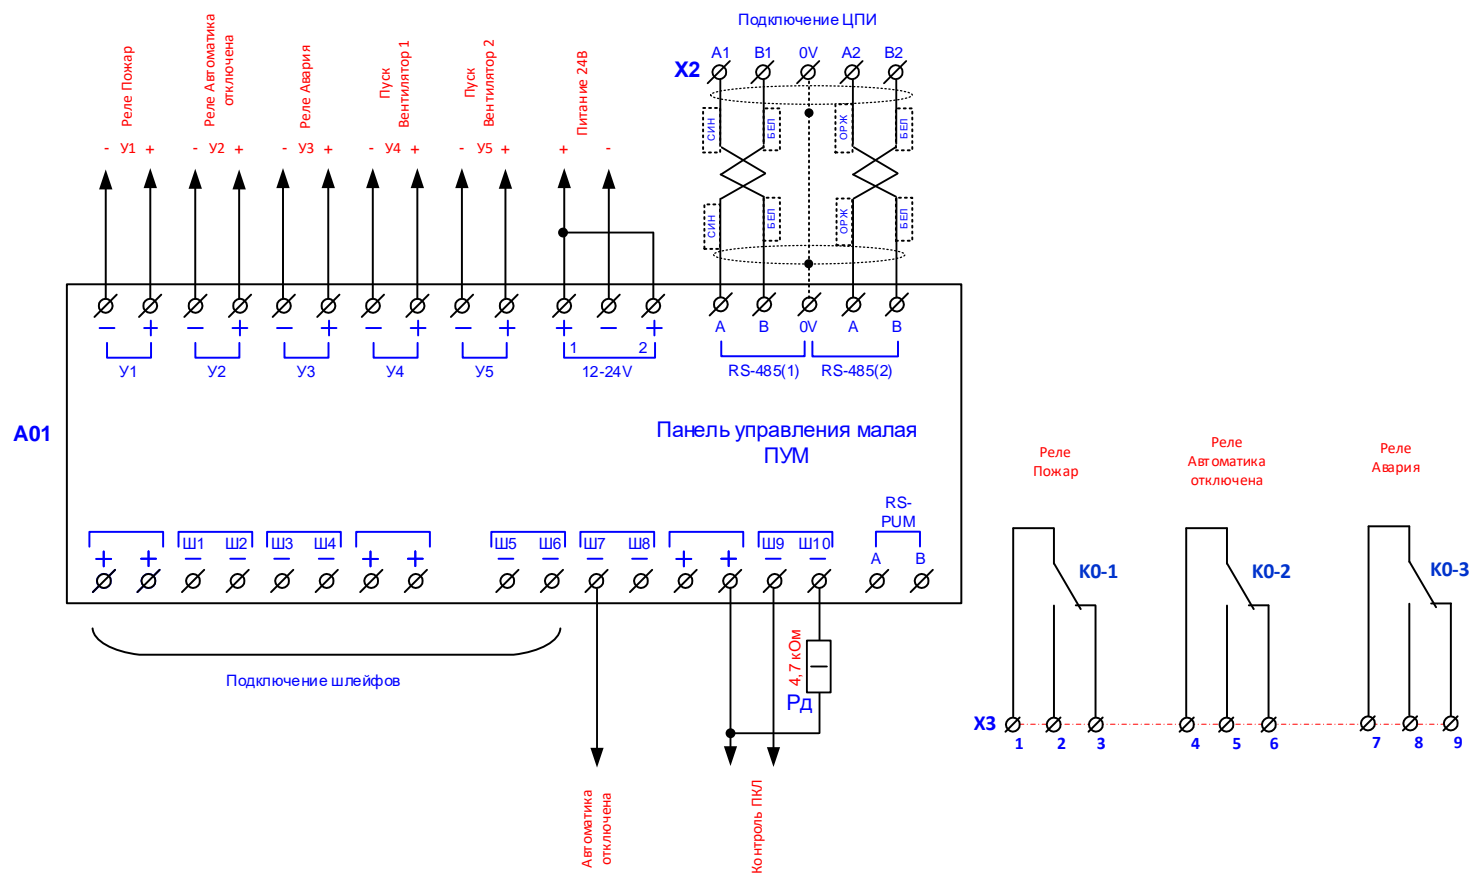 Подключение ЦПИ
X2
A1
B1
0V
A2
B2
Реле Пожар
Реле Автоматика
отключена
Реле Авария
Пуск
Вентилятор 1
Пуск
Вентилятор 2
Питание 24В
- У1 +
- У2 +
- У3 +
- У4 +
- У5 +
+ -
СИН
БЕЛ
ОРЖ
БЕЛ
СИН
БЕЛ
ОРЖ
БЕЛ
− + − + − + − + − + + − +
1 2
A B 0V A B
У1
У2
У3
У4
У5
12-24V
RS-485(1)
RS-485(2)
A01
Панель управления малая
ПУМ
RS-
PUM
A B
Ш1 Ш2
Ш3 Ш4
Ш5 Ш6
Ш7 Ш8
Ш9 Ш10
+ + − − − − + + − − − − + + − −
Подключение шлейфов
4,7 кОм
Рд
Автоматика
отключена
Контроль ПКЛ
Реле
Пожар
Реле
Автоматика
отключена
Реле
Авария
К0-1
К0-2
К0-3
X3
1 2 3 4 5 6 7 8 9